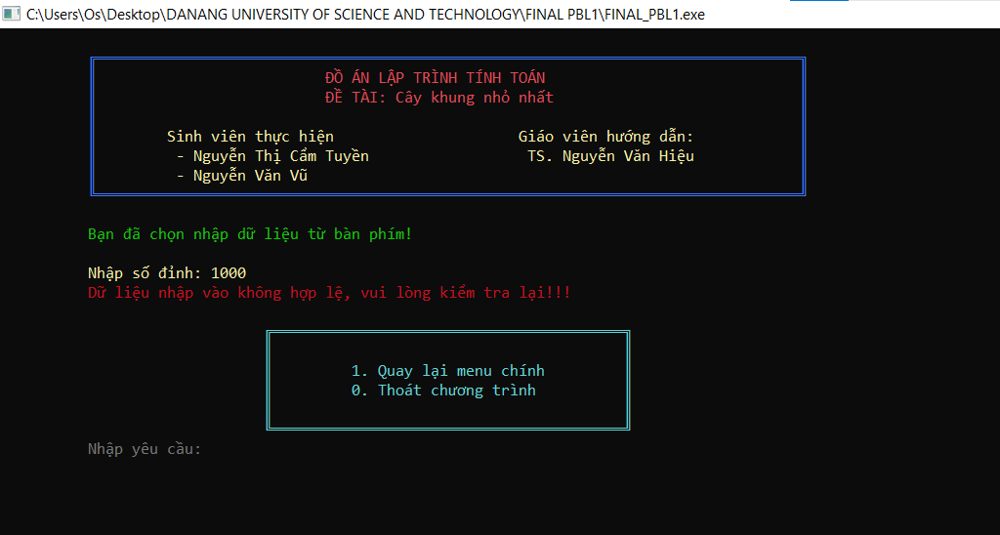 C:\Users\Os\Desktop\DANANG UNIVERSITY OF SCIENCE AND TECHNOLOGY\FINAL PBL1\FINAL_PBL1.exe
ĐỒ ÁN LẬP TRÌNH TÍNH TOÁN
ĐỀ TÀI: Cây khung nhỏ nhất
Sinh viên thực hiện Giáo viên hướng dẫn:
- Nguyễn Thị Cẩm Tuyền TS. Nguyễn Văn Hiệu
- Nguyễn Văn Vũ
Bạn đã chọn nhập dữ liệu từ bàn phím!
Nhập số đỉnh: 1000
Dữ liệu nhập vào không hợp lệ, vui lòng kiểm tra lại!!!
1. Quay lại menu chính
0. Thoát chương trình
Nhập yêu cầu: